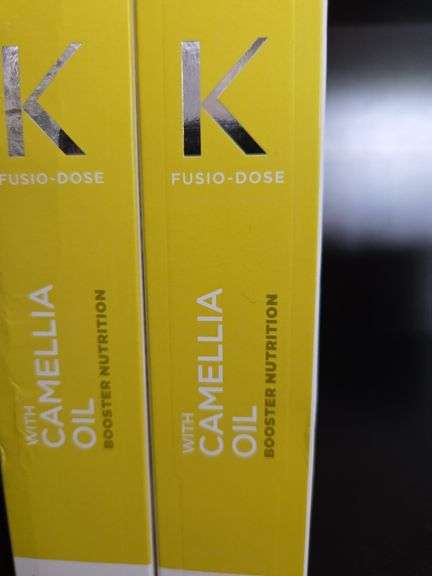 K
FUSIO-DOSE
WITH
CAMELLIA
OIL
BOOSTER NUTRITION
K
FUSIO-DOSE
WITH
CAMELLIA
OIL
BOOSTER NUTRITION